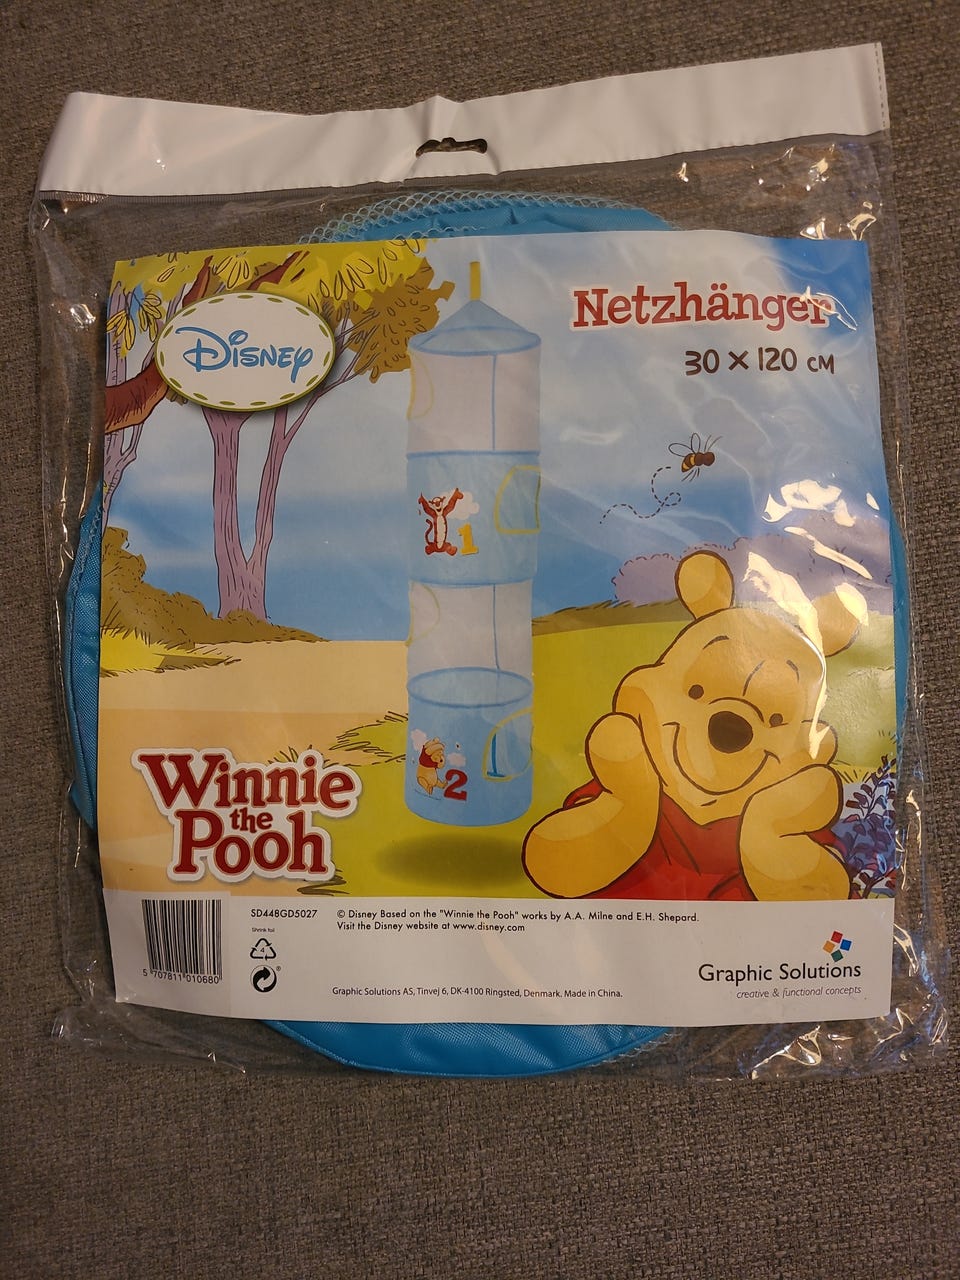 Disney
Netzhänger
30 × 120 CM
1
2
Winnie
the
Pooh
SD448GD5027
© Disney Based on the "Winnie the Pooh" works by A.A. Milne and E.H. Shepard.
Visit the Disney website at www.disney.com
Shrink foil
4
®
5 707811 010680
Graphic Solutions
creative & functional concepts
Graphic Solutions AS, Tinvej 6, DK-4100 Ringsted, Denmark. Made in China.